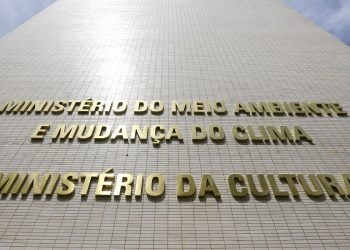 MINISTÉRIO DO MEIO AMBIENTE
E MUDANÇA DO CLIMA
MINISTÉRIO DA CULTURA